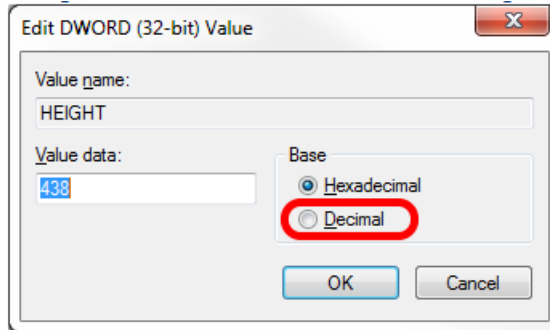 Edit DWORD (32-bit) Value
Value name:
HEIGHT
Value data:
438
Base
Hexadecimal
Decimal
OK
Cancel